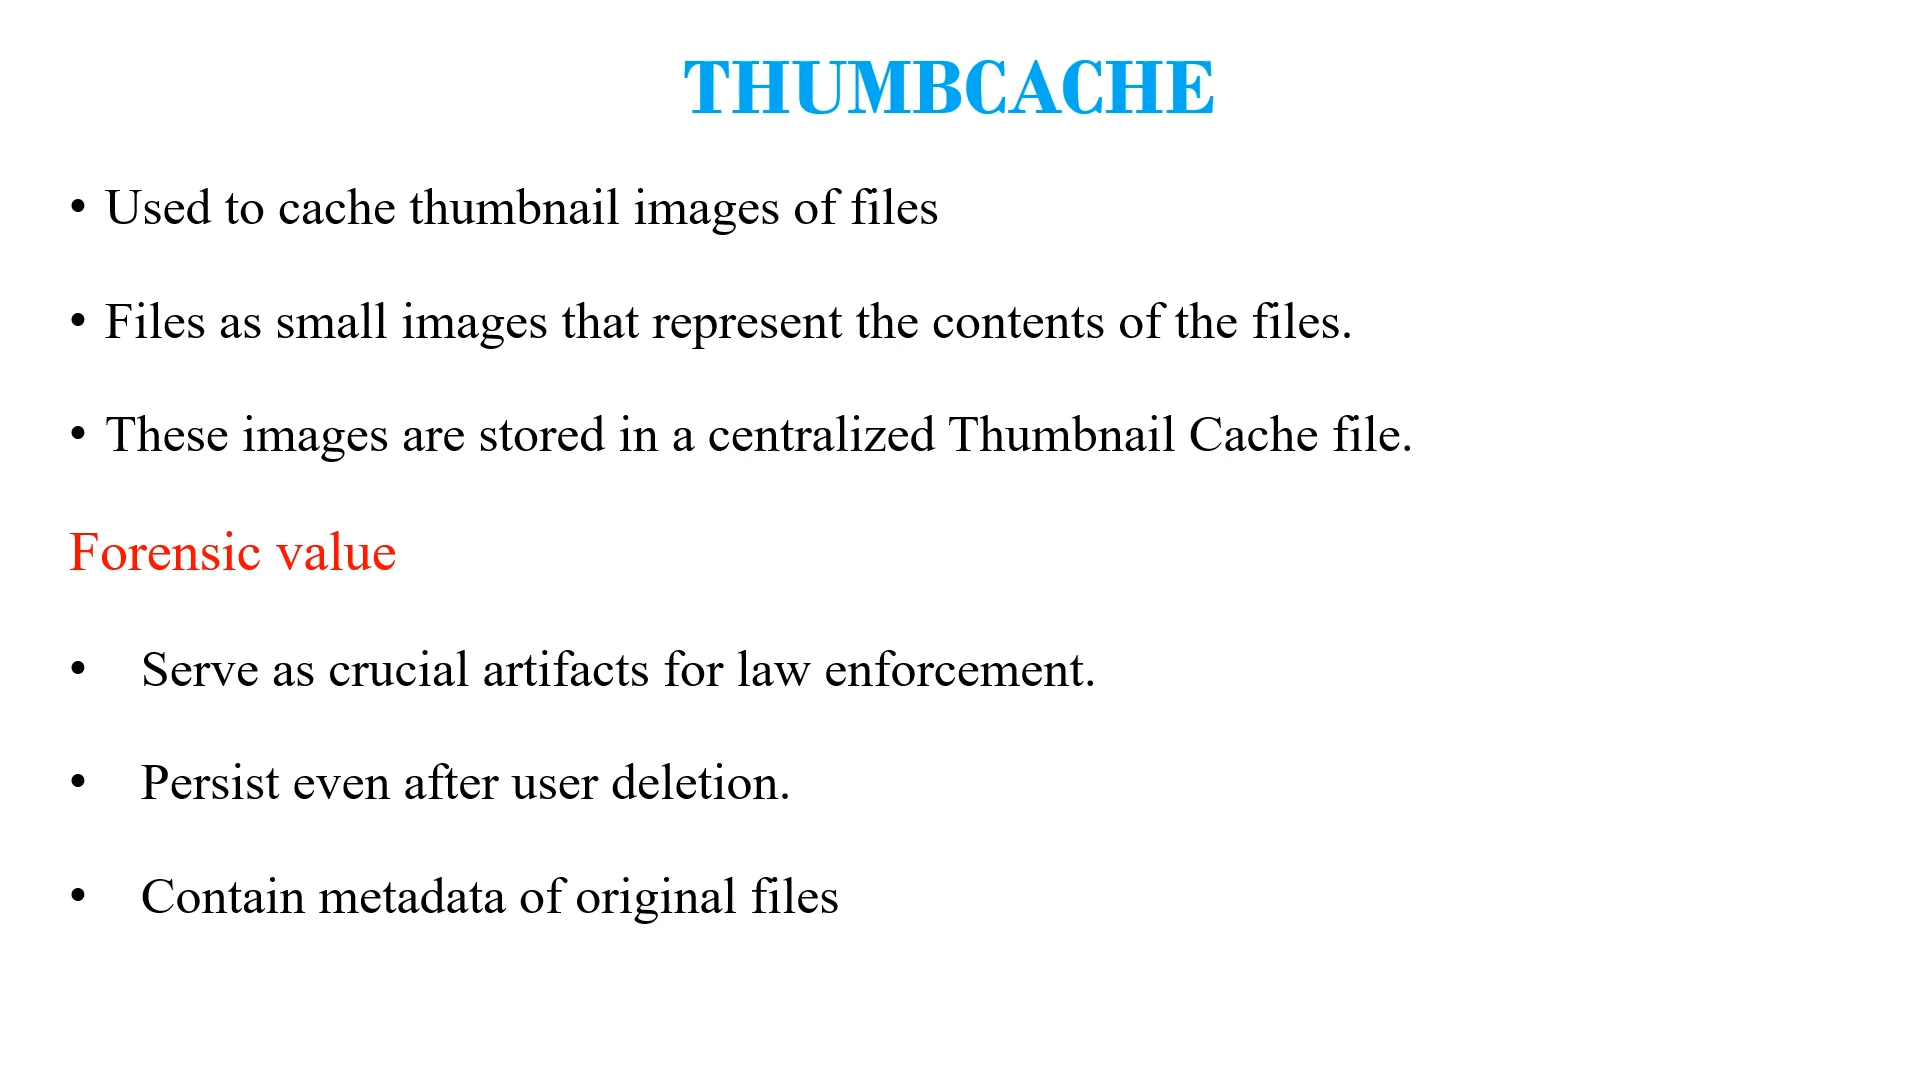 THUMBCACHE
• Used to cache thumbnail images of files
• Files as small images that represent the contents of the files.
• These images are stored in a centralized Thumbnail Cache file.
Forensic value
• Serve as crucial artifacts for law enforcement.
• Persist even after user deletion.
• Contain metadata of original files